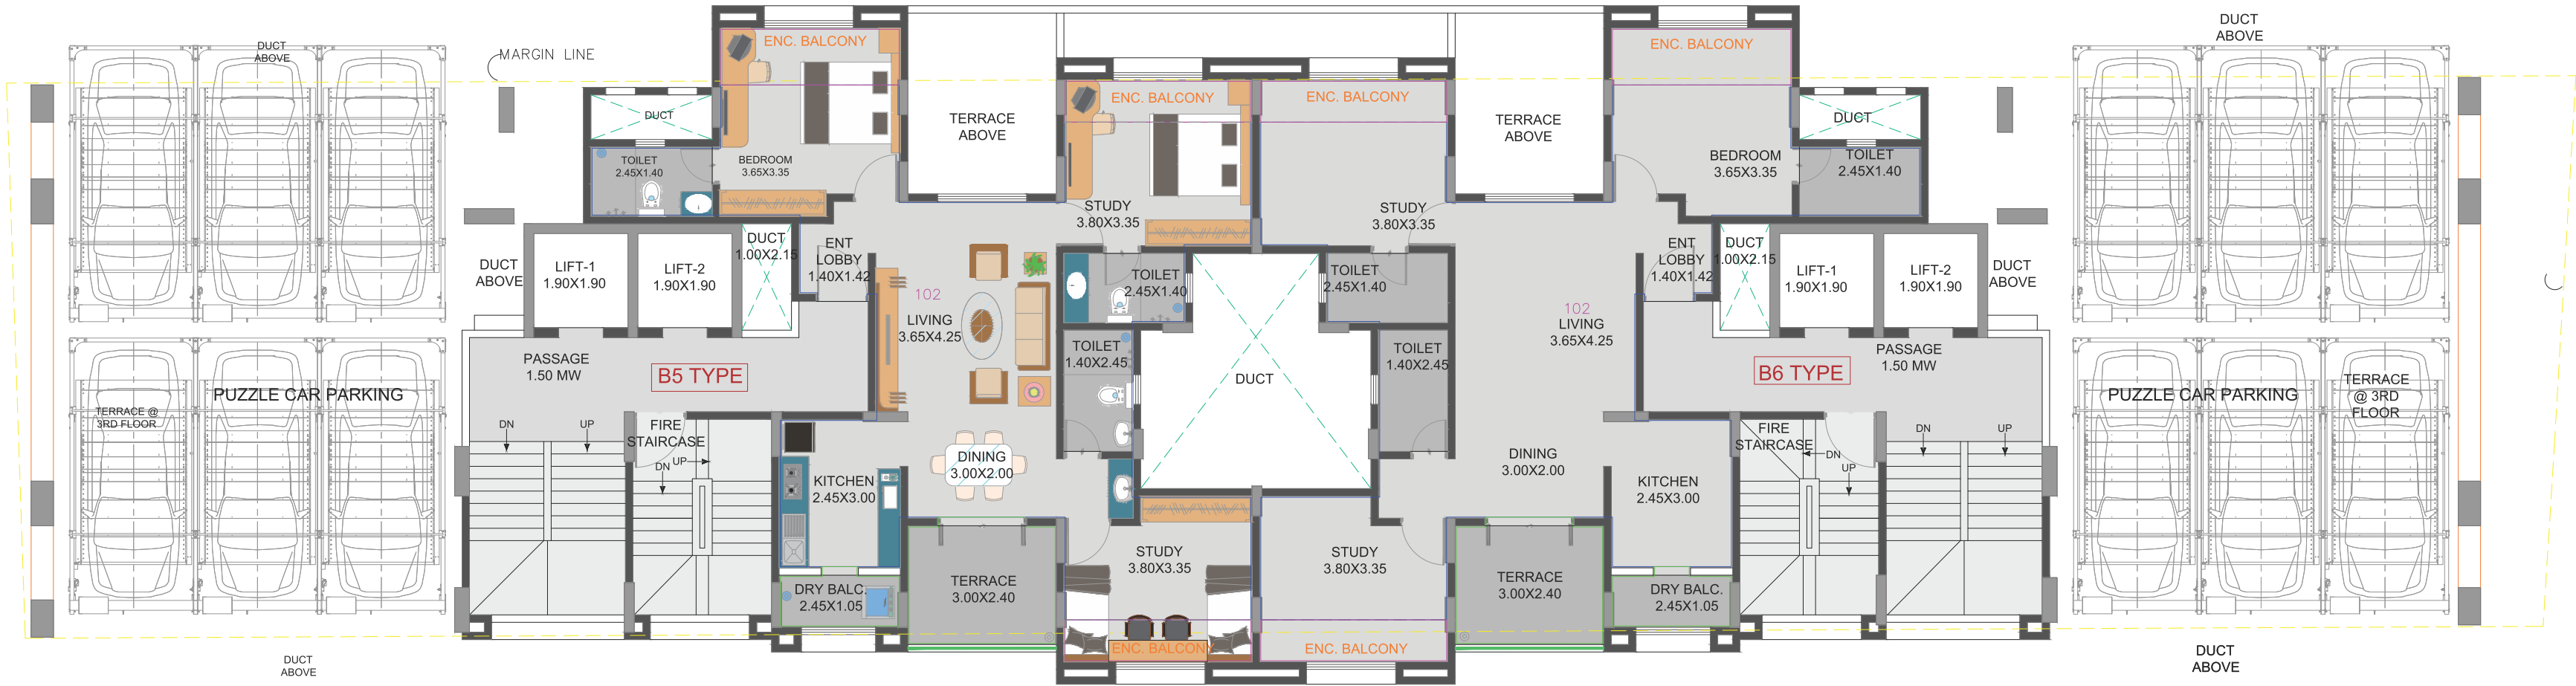 DUCT
ABOVE
MARGIN LINE
PUZZLE CAR PARKING
TERRACE @
3RD FLOOR
DUCT
ABOVE
DUCT
TOILET
2.45X1.40
ENC. BALCONY
BEDROOM
3.65X3.35
DUCT
ABOVE
LIFT-1
1.90X1.90
LIFT-2
1.90X1.90
DUCT
1.00X2.15
ENT
LOBBY
1.40X1.42
PASSAGE
1.50 MW
B5 TYPE
DN
UP
FIRE
STAIRCASE
UP
DN
TERRACE
ABOVE
102
LIVING
3.65X4.25
DINING
3.00X2.00
KITCHEN
2.45X3.00
DRY BALC.
2.45X1.05
TERRACE
3.00X2.40
ENC. BALCONY
STUDY
3.80X3.35
TOILET
2.45X1.40
TOILET
1.40X2.45
STUDY
3.80X3.35
ENC. BALCONY
DUCT
ENC. BALCONY
STUDY
3.80X3.35
TOILET
2.45X1.40
TOILET
1.40X2.45
STUDY
3.80X3.35
ENC. BALCONY
TERRACE
ABOVE
102
LIVING
3.65X4.25
DINING
3.00X2.00
TERRACE
3.00X2.40
KITCHEN
2.45X3.00
DRY BALC.
2.45X1.05
ENC. BALCONY
BEDROOM
3.65X3.35
DUCT
TOILET
2.45X1.40
ENT
LOBBY
1.40X1.42
DUCT
1.00X2.15
LIFT-1
1.90X1.90
LIFT-2
1.90X1.90
DUCT
ABOVE
B6 TYPE
PASSAGE
1.50 MW
FIRE
STAIRCASE
DN
UP
DN
UP
DUCT
ABOVE
PUZZLE CAR PARKING
TERRACE
@ 3RD
FLOOR
DUCT
ABOVE